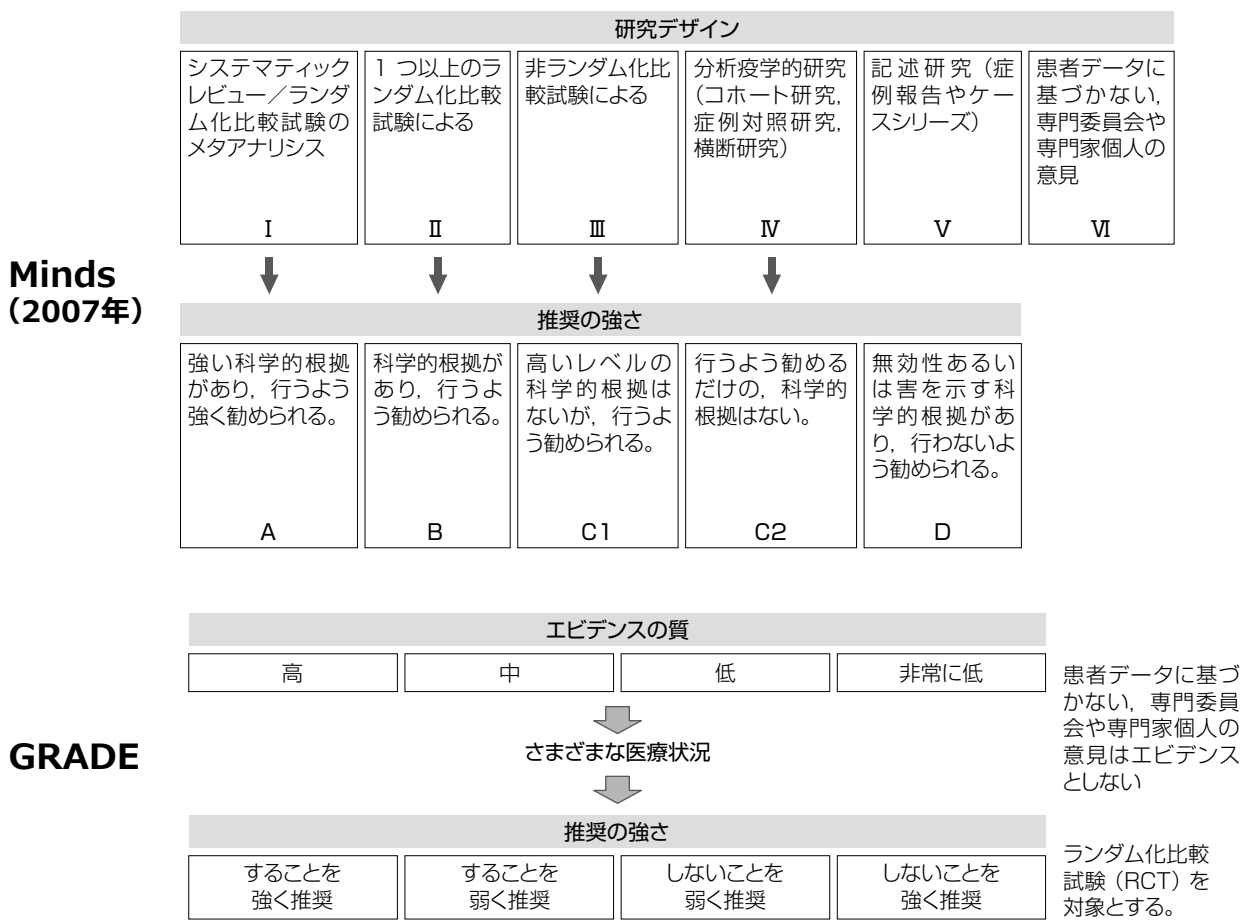 研究デザイン
システマティック
レビュー/ランダ
ム化比較試験の
メタアナリシス
Ⅰ
1 つ以上のラ
ンダム化比較
試験による
Ⅱ
非ランダム化比
較試験による
Ⅲ
分析疫学的研究
(コホート研究,
症例対照研究,
横断研究)
Ⅳ
記述研究(症
例報告やケー
スシリーズ)
Ⅴ
患者データに
基づかない,
専門委員会や
専門家個人の
意見
Ⅵ
Minds
(2007年)
推奨の強さ
強い科学的根拠
があり, 行うよう
強く勧められる。
A
科学的根拠が
あり, 行うよ
う勧められる。
B
高いレベルの
科学的根拠は
ないが, 行うよ
う勧められる。
C1
行うよう勧める
だけの, 科学的
根拠はない。
C2
無効性あるい
は害を示す科
学的根拠があ
り, 行わないよ
う勧められる。
D
GRADE
エビデンスの質
高
中
低
非常に低
患者データに基づ
かない, 専門委員
会や専門家個人の
意見はエビデンス
としない
さまざまな医療状況
推奨の強さ
することを
強く推奨
することを
弱く推奨
しないことを
弱く推奨
しないことを
強く推奨
ランダム化比較
試験(RCT)を
対象とする。